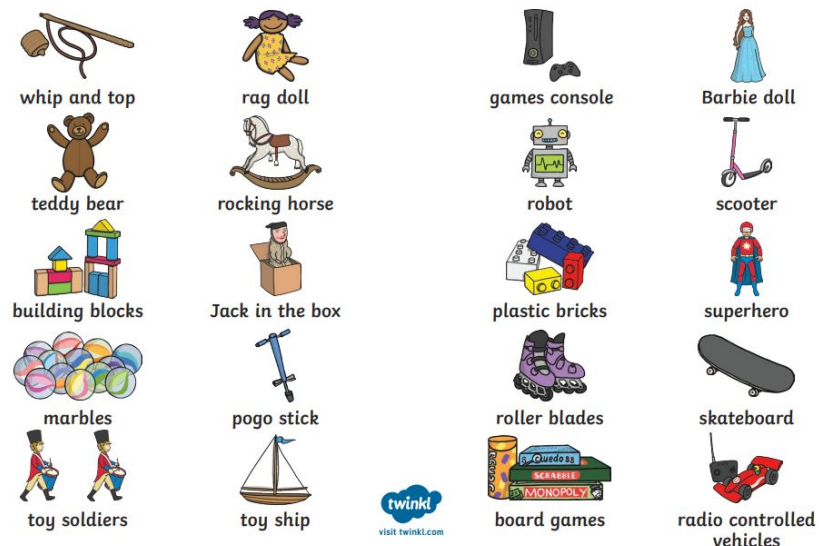 whip and top
rag doll
games console
Barbie doll
teddy bear
rocking horse
robot
scooter
building blocks
Jack in the box
plastic bricks
superhero
marbles
pogo stick
roller blades
skateboard
Jenga
Cluedo
SCRABBLE
MONOPOLY
toy soldiers
toy ship
twinkl
visit twinkl.com
board games
radio controlled
vehicles